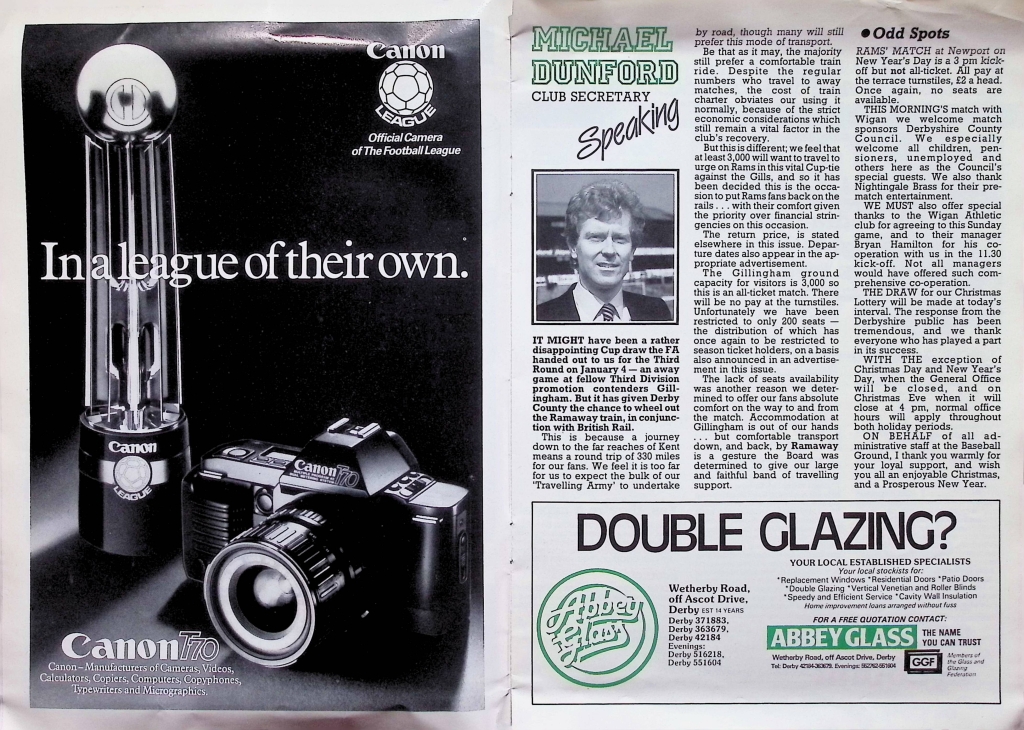 Canon
LEAGUE
Official Camera
of The Football League
In a league of their own.
Canon
LEAGUE
Canon
T70
Canon T70
Canon – Manufacturers of Cameras, Videos,
Calculators, Copiers, Computers, Copyphones,
Typewriters and Micrographics.
MICHAEL
DUNFORD
CLUB SECRETARY
Speaking
IT MIGHT have been a rather
disappointing Cup draw the FA
handed out to us for the Third
Round on January 4 — an away
game at fellow Third Division
promotion contenders Gill-
ingham. But it has given Derby
County the chance to wheel out
the Ramaway train, in conjunc-
tion with British Rail.
This is because a journey
down to the far reaches of Kent
means a round trip of 330 miles
for our fans. We feel it is too far
for us to expect the bulk of our
'Travelling Army' to undertake
by road, though many will still
prefer this mode of transport.
Be that as it may, the majority
still prefer a comfortable train
ride. Despite the regular
numbers who travel to away
matches, the cost of train
charter obviates our using it
normally, because of the strict
economic considerations which
still remain a vital factor in the
club's recovery.
But this is different; we feel that
at least 3,000 will want to travel to
urge on Rams in this vital Cup-tie
against the Gills, and so it has
been decided this is the occa-
sion to put Rams fans back on the
rails . . . with their comfort given
the priority over financial strin-
gencies on this occasion.
The return price, is stated
elsewhere in this issue. Depar-
ture dates also appear in the ap-
propriate advertisement.
The Gillingham ground
capacity for visitors is 3,000 so
this is an all-ticket match. There
will be no pay at the turnstiles.
Unfortunately we have been
restricted to only 200 seats —
the distribution of which has
once again to be restricted to
season ticket holders, on a basis
also announced in an advertise-
ment in this issue.
The lack of seats availability
was another reason we deter-
mined to offer our fans absolute
comfort on the way to and from
the match. Accommodation at
Gillingham is out of our hands
. . . but comfortable transport
down, and back, by Ramaway
is a gesture the Board was
determined to give our large
and faithful band of travelling
support.
● Odd Spots
RAMS' MATCH at Newport on
New Year's Day is a 3 pm kick-
off but not all-ticket. All pay at
the terrace turnstiles, £2 a head.
Once again, no seats are
available.
THIS MORNING'S match with
Wigan we welcome match
sponsors Derbyshire County
Council. We especially
welcome all children, pen-
sioners, unemployed and
others here as the Council's
special guests. We also thank
Nightingale Brass for their pre-
match entertainment.
WE MUST also offer special
thanks to the Wigan Athletic
club for agreeing to this Sunday
game, and to their manager
Bryan Hamilton for his co-
operation with us in the 11.30
kick-off. Not all managers
would have offered such com-
prehensive co-operation.
THE DRAW for our Christmas
Lottery will be made at today's
interval. The response from the
Derbyshire public has been
tremendous, and we thank
everyone who has played a part
in its success.
WITH THE exception of
Christmas Day and New Year's
Day, when the General Office
will be closed, and on
Christmas Eve when it will
close at 4 pm, normal office
hours will apply throughout
both holiday periods.
ON BEHALF of all ad-
ministrative staff at the Baseball
Ground, I thank you warmly for
your loyal support, and wish
you all an enjoyable Christmas,
and a Prosperous New Year.
DOUBLE GLAZING?
Abbey
Glass
Wetherby Road,
off Ascot Drive,
Derby EST 14 YEARS
Derby 371883,
Derby 363679,
Derby 42184
Evenings:
Derby 516218,
Derby 551604
YOUR LOCAL ESTABLISHED SPECIALISTS
Your local stockists for:
*Replacement Windows *Residential Doors *Patio Doors
*Double Glazing *Vertical Venetian and Roller Blinds
*Speedy and Efficient Service *Cavity Wall Insulation
Home improvement loans arranged without fuss
FOR A FREE QUOTATION CONTACT:
ABBEY GLASS THE NAME
YOU CAN TRUST
Wetherby Road, off Ascot Drive, Derby
Tel: Derby 42184-363679. Evenings:
GGF
Members of
the Glass and
Glazing
Federation